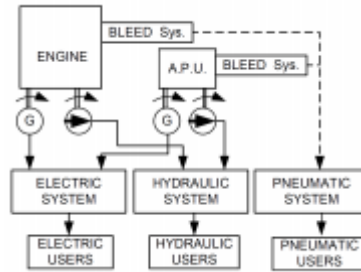 BLEED Sys.
ENGINE
A.P.U.
BLEED Sys.
G
G
ELECTRIC
SYSTEM
HYDRAULIC
SYSTEM
PNEUMATIC
SYSTEM
ELECTRIC
USERS
HYDRAULIC
USERS
PNEUMATIC
USERS